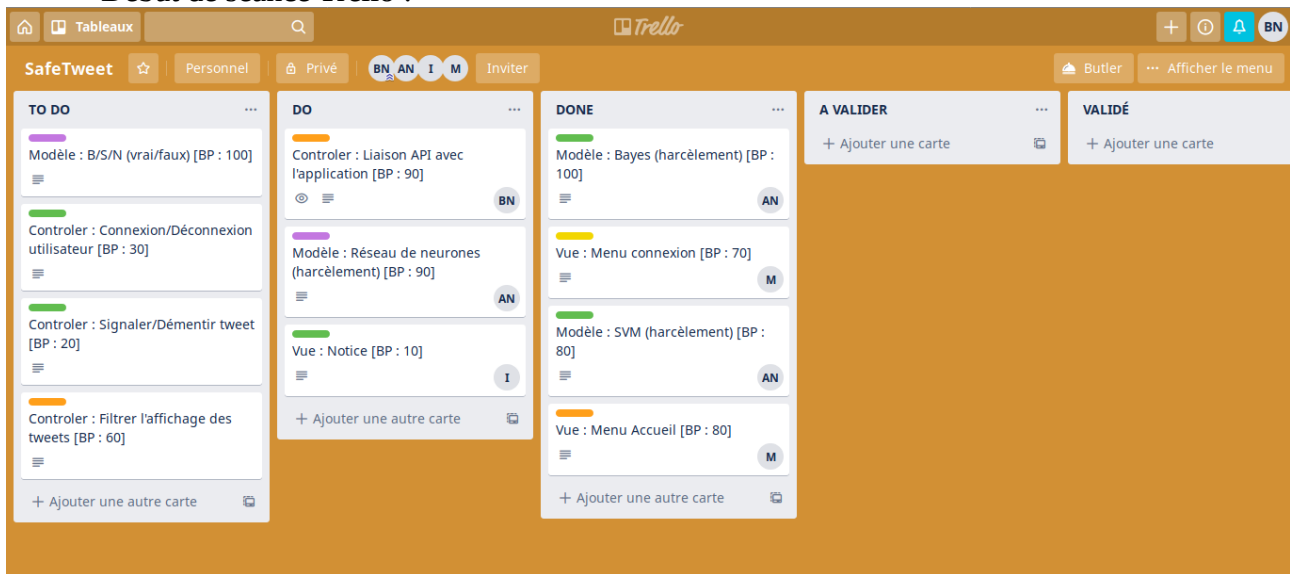 Début de séance Trello :
Tableaux
Trello
BN
SafeTweet
Personnel
Privé
BN AN I M
Inviter
Butler
... Afficher le menu
TO DO
Modèle : B/S/N (vrai/faux) [BP : 100]
Controler : Connexion/Déconnexion
utilisateur [BP : 30]
Controler : Signaler/Démentir tweet
[BP : 20]
Controler : Filtrer l'affichage des
tweets [BP : 60]
+ Ajouter une autre carte
DO
Controler : Liaison API avec
l'application [BP : 90]
BN
Modèle : Réseau de neurones
(harcèlement) [BP : 90]
AN
Vue : Notice [BP : 10]
I
+ Ajouter une autre carte
DONE
Modèle : Bayes (harcèlement) [BP :
100]
AN
Vue : Menu connexion [BP : 70]
M
Modèle : SVM (harcèlement) [BP :
80]
AN
Vue : Menu Accueil [BP : 80]
M
+ Ajouter une autre carte
A VALIDER
+ Ajouter une carte
VALIDÉ
+ Ajouter une carte